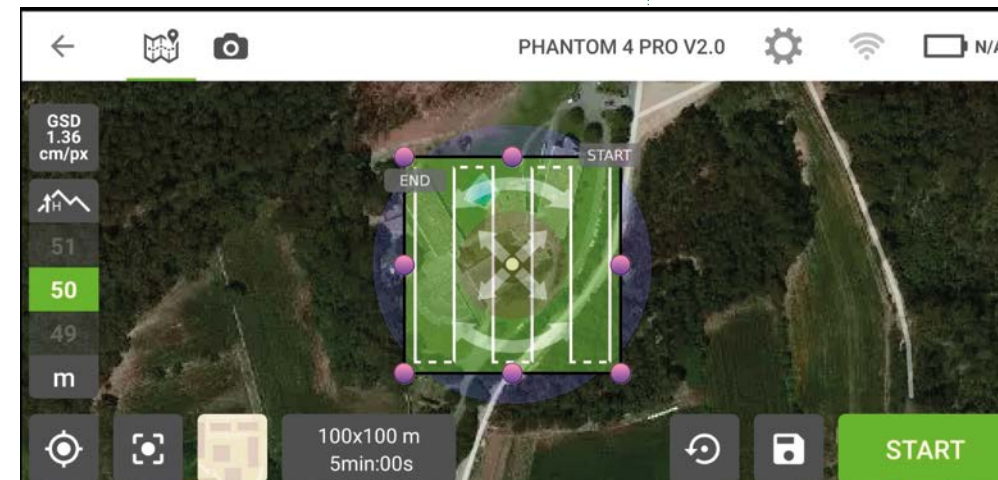 PHANTOM 4 PRO V2.0
N/A
GSD
1.36
cm/px
START
END
H
51
50
49
m
100x100 m
5min:00s
START